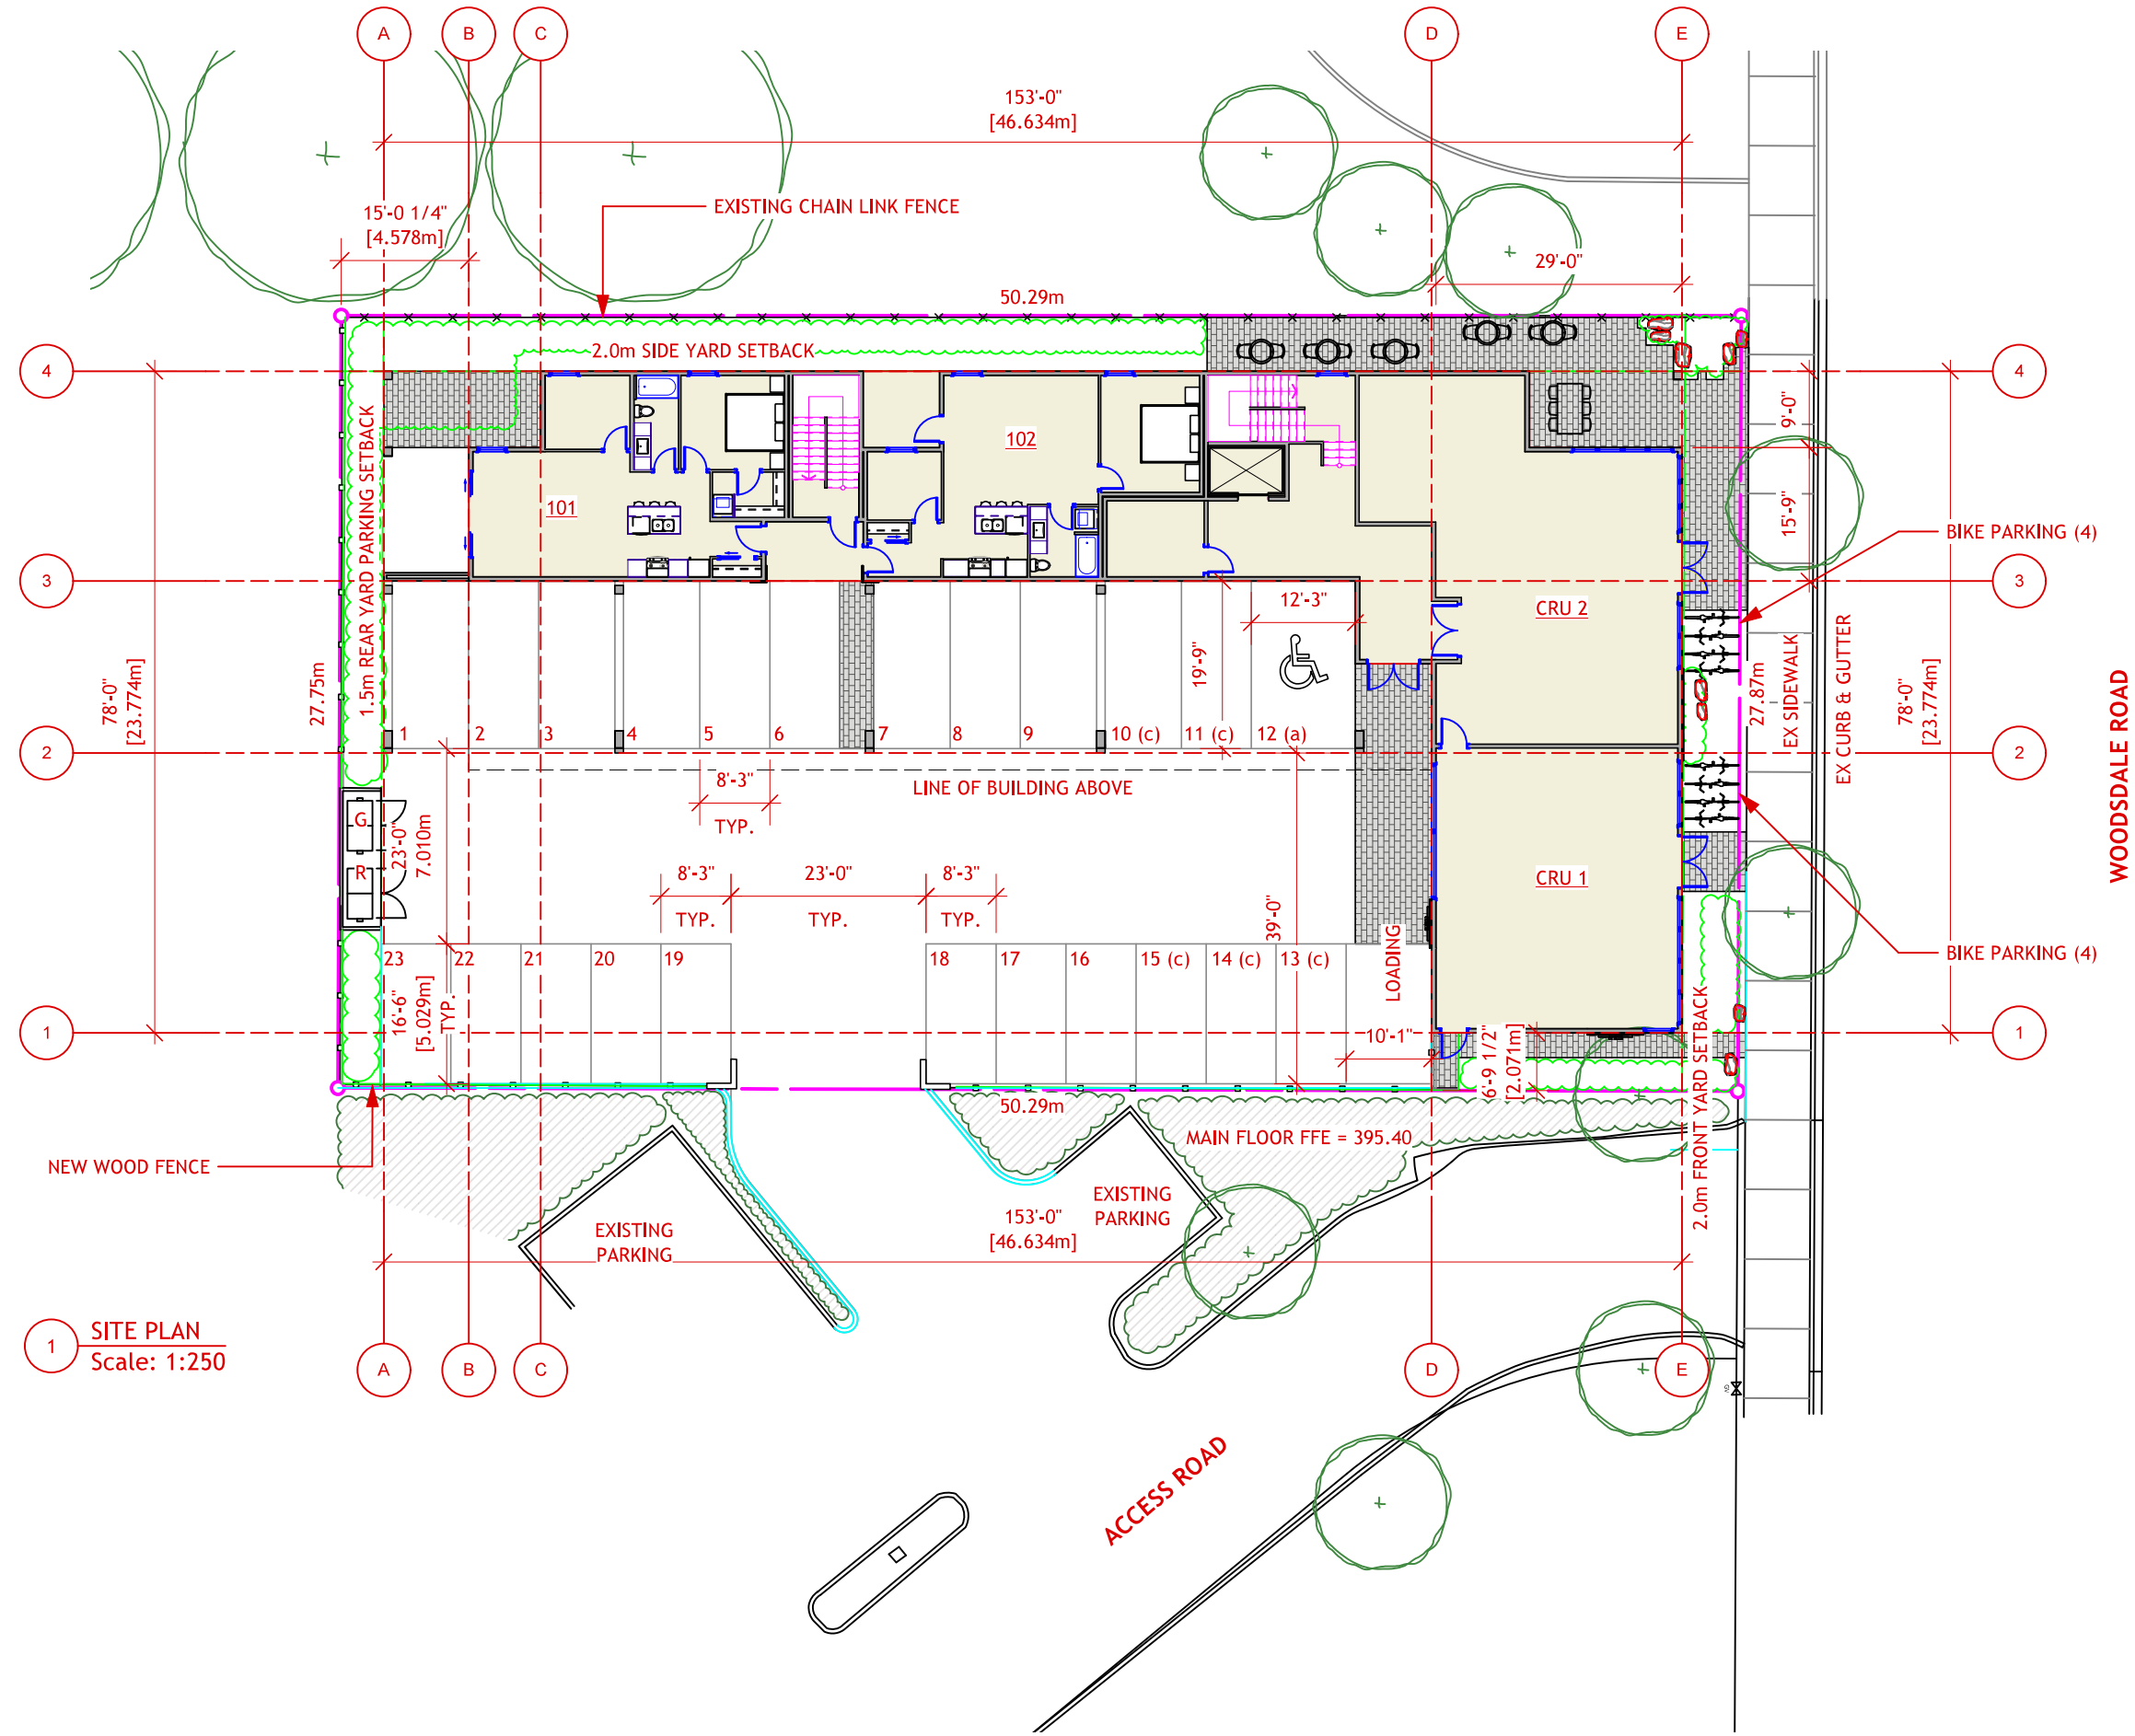 A
B
C
D
E
153'-0"
[46.634m]
15'-0 1/4"
[4.578m]
EXISTING CHAIN LINK FENCE
29'-0"
50.29m
2.0m SIDE YARD SETBACK
4
4
9'-0"
102
101
15'-9"
BIKE PARKING (4)
3
3
1.5m REAR YARD PARKING SETBACK
12'-3"
CRU 2
19'-9"
78'-0"
[23.774m]
27.75m
EX SIDEWALK
EX CURB & GUTTER
27.87m
78'-0"
[23.774m]
WOODSDALE ROAD
1
2
3
4
5
6
7
8
9
10 (c)
11 (c)
12 (a)
2
2
8'-3"
TYP.
LINE OF BUILDING ABOVE
G
R
23'-0"
7.010m
8'-3"
TYP.
23'-0"
TYP.
8'-3"
TYP.
CRU 1
39'-0"
LOADING
23
22
21
20
19
18
17
16
15 (c)
14 (c)
13 (c)
BIKE PARKING (4)
16'-6"
[5.029m]
TYP.
1
1
10'-1"
6'-9 1/2"
[2.071m]
2.0m FRONT YARD SETBACK
50.29m
MAIN FLOOR FFE = 395.40
NEW WOOD FENCE
EXISTING
PARKING
EXISTING
PARKING
153'-0"
[46.634m]
1
SITE PLAN
Scale: 1:250
A
B
C
D
E
GV
ACCESS ROAD